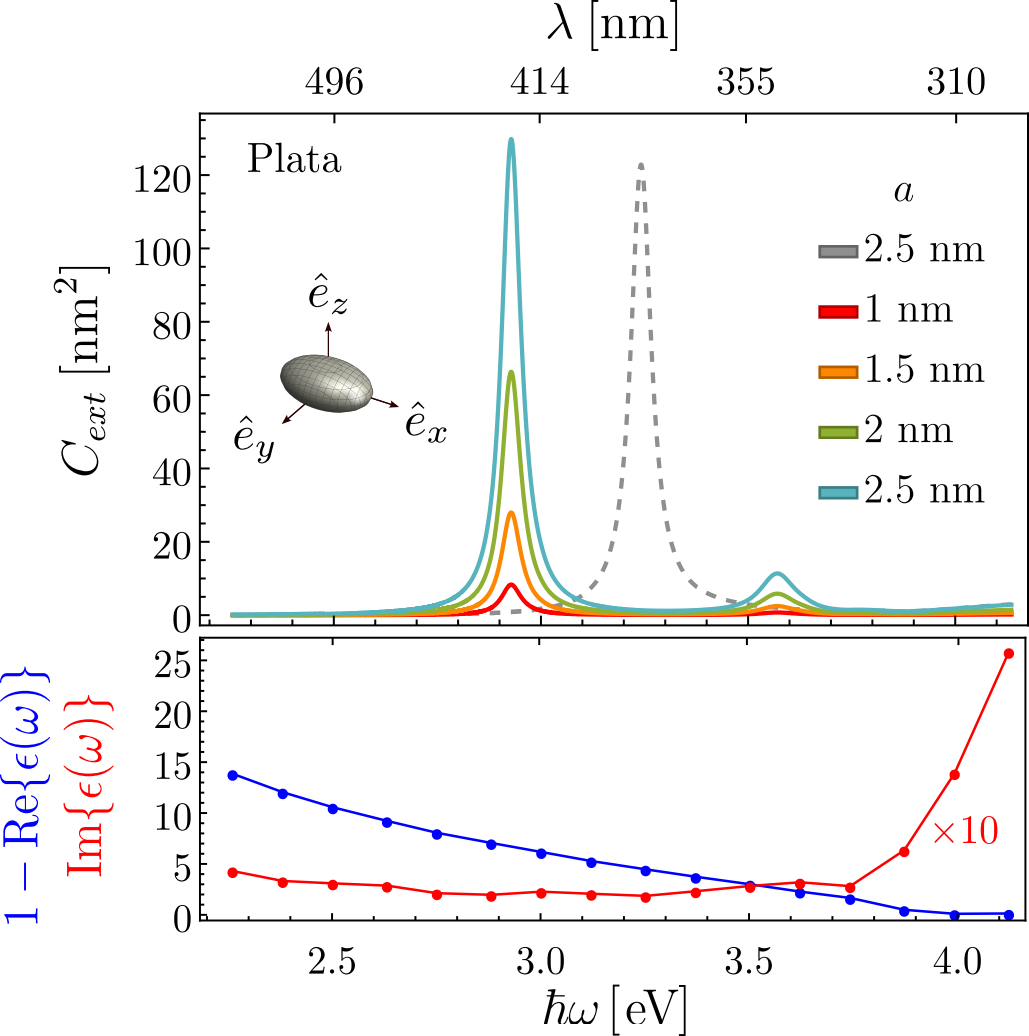 λ [nm]
496 414 355 310
Plata
C_ext [nm²]
120
100
80
60
40
20
0
ê_z
ê_y
ê_x
a
2.5 nm
1 nm
1.5 nm
2 nm
2.5 nm
1 − Re{ϵ(ω)}
Im{ϵ(ω)}
25
20
15
10
5
0
×10
2.5 3.0 3.5 4.0
ℏω [eV]